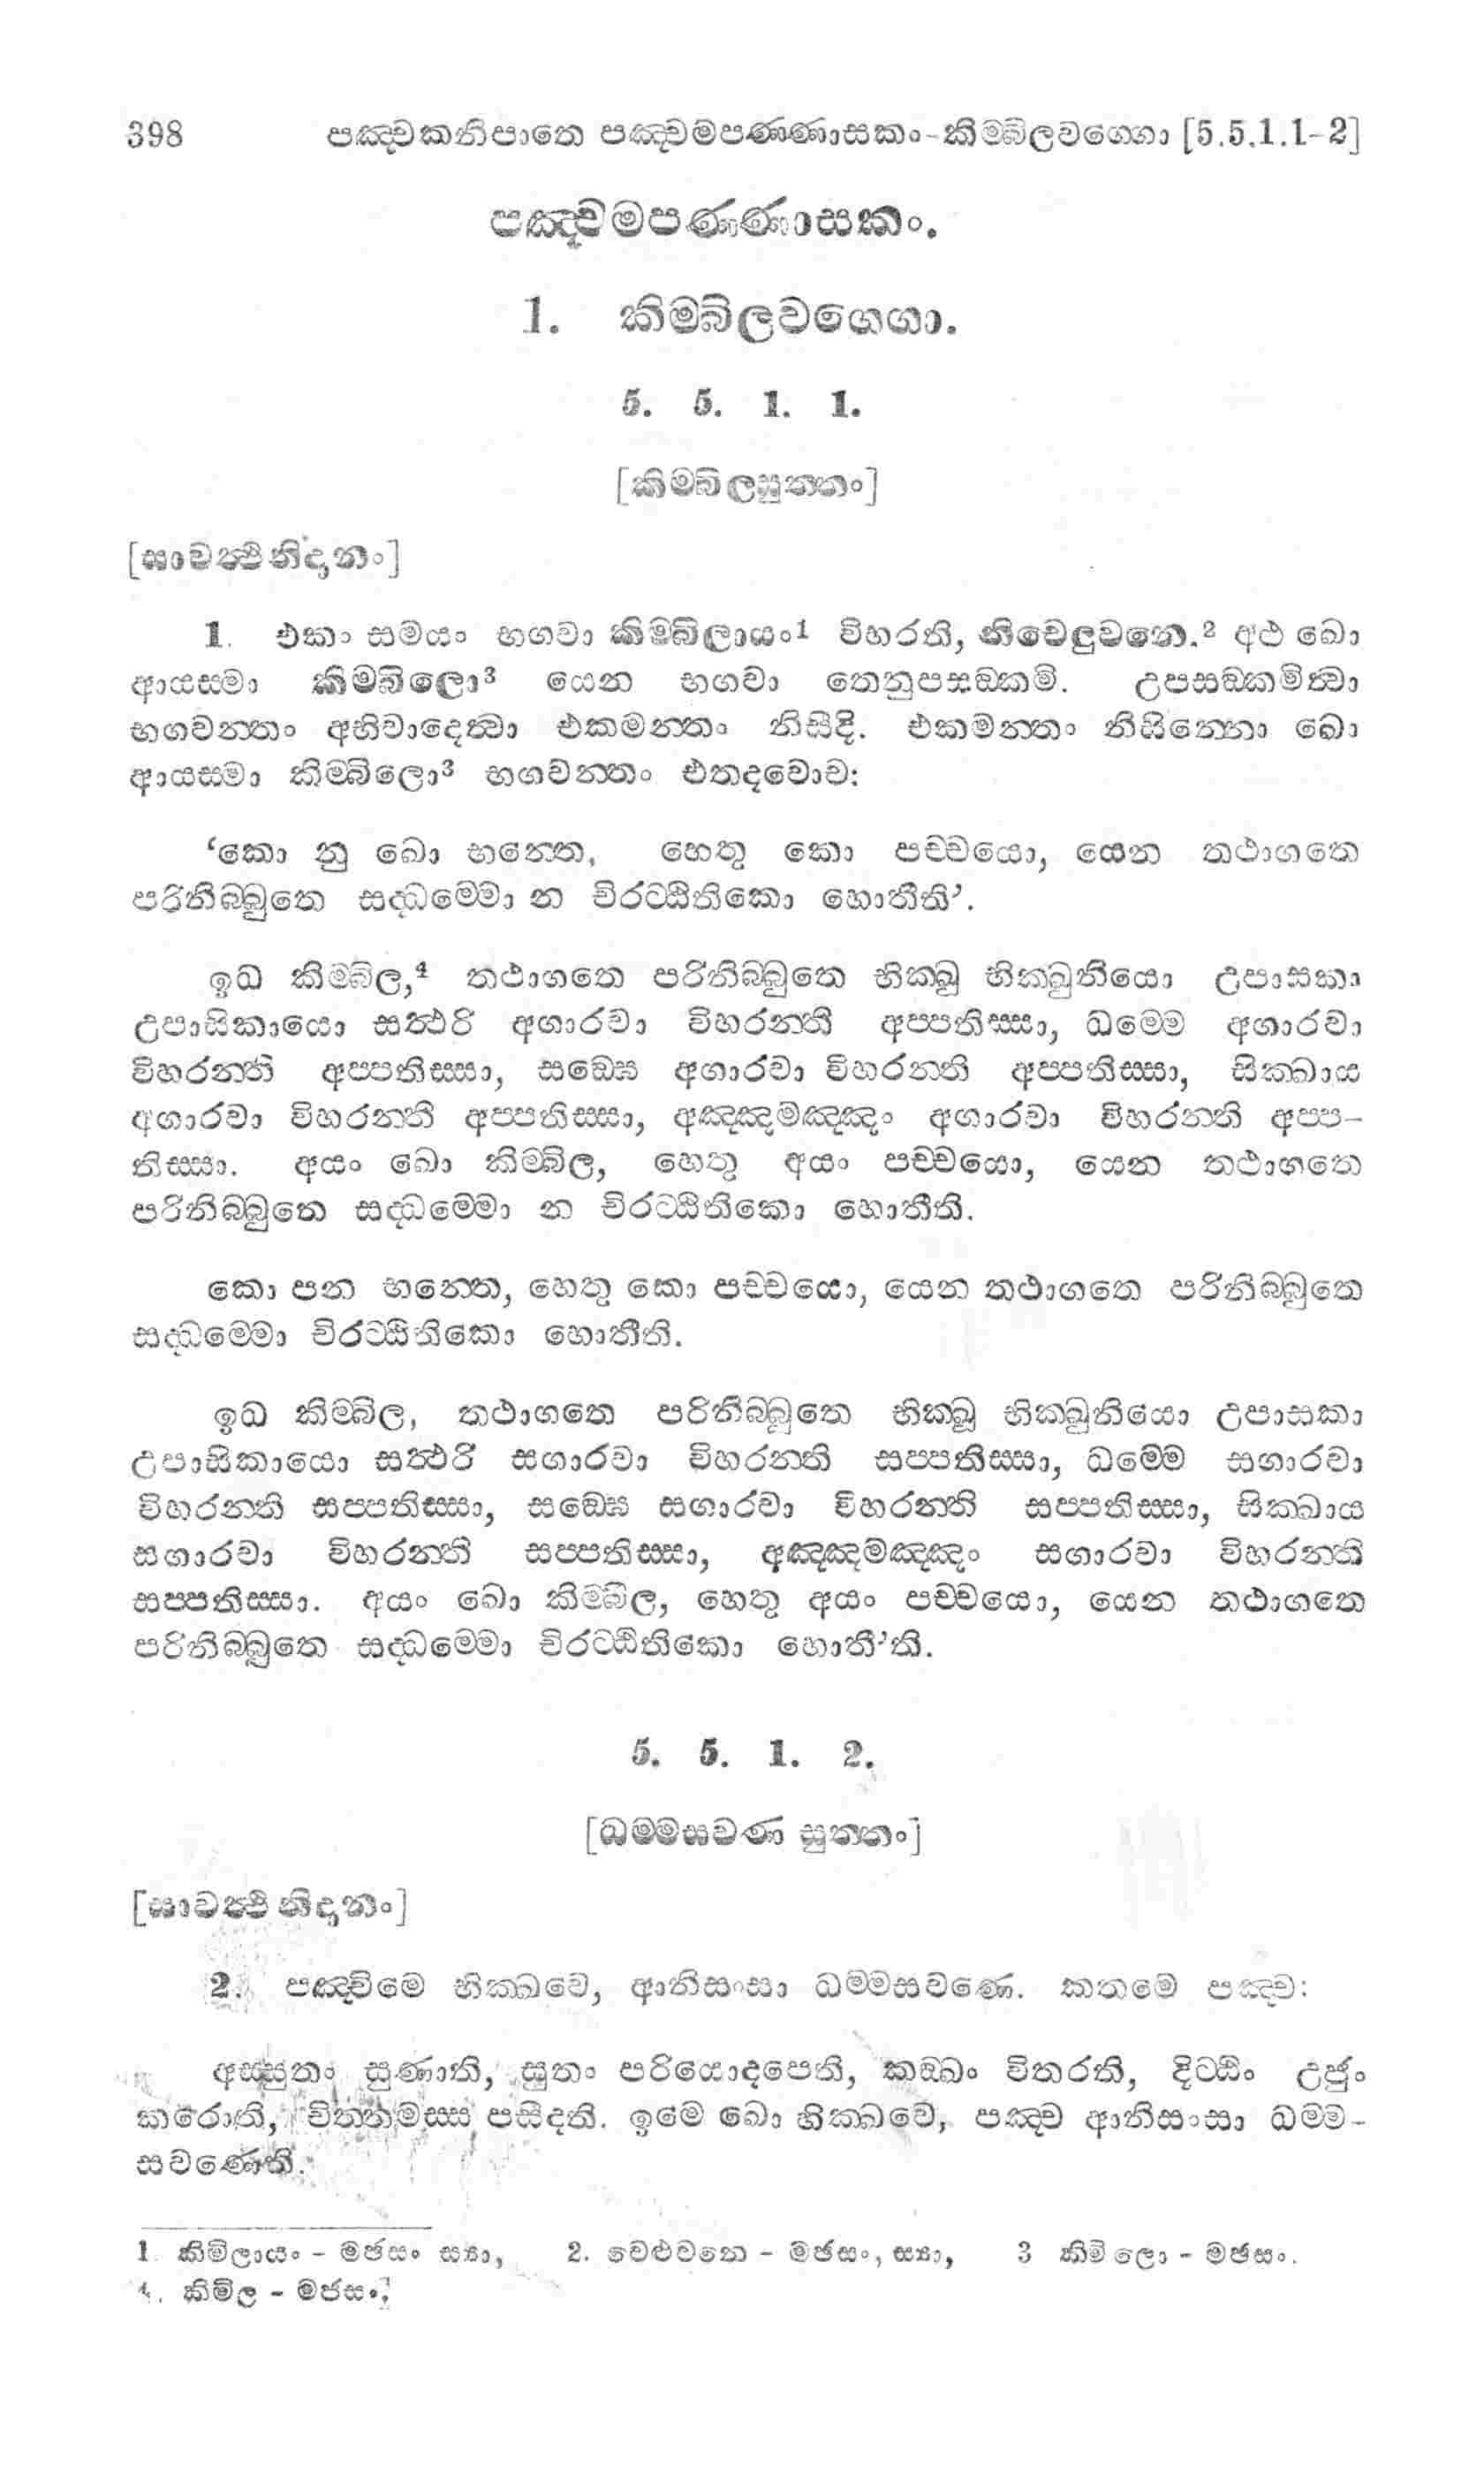 398 පඤ්චකනිපාතෙ පඤ්චමපණ්ණාසකං-කිම්බිලවග්ගො [5.5.1.1-2]
පඤ්චමපණ්ණාසකං.
1. කිම්බිලවග්ගො.
5. 5. 1. 1.
[කිම්බිලසුත්තං]
[සාවත්ථිනිදානං]
1. එකං සමයං භගවා කිම්බිලායං¹ විහරති, නිචෙළුවනෙ.² අථ ඛො
ආයස්මා කිම්බිලො³ යෙන භගවා තෙනුපසඞ්කමි. උපසඞ්කමිත්වා
භගවන්තං අභිවාදෙත්වා එකමන්තං නිසීදි. එකමන්තං නිසින්නො ඛො
ආයස්මා කිම්බිලො³ භගවන්තං එතදවොච:
‘කො නු ඛො භන්තෙ, හෙතු කො පච්චයො, යෙන තථාගතෙ
පරිනිබ්බුතෙ සද්ධම්මො න චිරට්ඨිතිකො හොතීති’.
ඉධ කිම්බිල,⁴ තථාගතෙ පරිනිබ්බුතෙ භික්ඛූ භික්ඛුනියො උපාසකා
උපාසිකායො සත්ථරි අගාරවා විහරන්ති අප්පතිස්සා, ධම්මෙ අගාරවා
විහරන්ති අප්පතිස්සා, සඞ්ඝෙ අගාරවා විහරන්ති අප්පතිස්සා, සික්ඛාය
අගාරවා විහරන්ති අප්පතිස්සා, අඤ්ඤමඤ්ඤං අගාරවා විහරන්ති අප්ප-
තිස්සා. අයං ඛො කිම්බිල, හෙතු අයං පච්චයො, යෙන තථාගතෙ
පරිනිබ්බුතෙ සද්ධම්මො න චිරට්ඨිතිකො හොතීති.
කො පන භන්තෙ, හෙතු කො පච්චයො, යෙන තථාගතෙ පරිනිබ්බුතෙ
සද්ධම්මො චිරට්ඨිතිකො හොතීති.
ඉධ කිම්බිල, තථාගතෙ පරිනිබ්බුතෙ භික්ඛූ භික්ඛුනියො උපාසකා
උපාසිකායො සත්ථරි සගාරවා විහරන්ති සප්පතිස්සා, ධම්මෙ සගාරවා
විහරන්ති සප්පතිස්සා, සඞ්ඝෙ සගාරවා විහරන්ති සප්පතිස්සා, සික්ඛාය
සගාරවා විහරන්ති සප්පතිස්සා, අඤ්ඤමඤ්ඤං සගාරවා විහරන්ති
සප්පතිස්සා. අයං ඛො කිම්බිල, හෙතු අයං පච්චයො, යෙන තථාගතෙ
පරිනිබ්බුතෙ සද්ධම්මො චිරට්ඨිතිකො හොතී’ති.
5. 5. 1. 2.
[ධම්මසවණ සුත්තං]
[සාවත්ථි නිදානං]
2. පඤ්චිමෙ භික්ඛවෙ, ආනිසංසා ධම්මසවණෙ. කතමෙ පඤ්ච:
අස්සුතං සුණාති, සුතං පරියොදපෙති, කඞ්ඛං විතරති, දිට්ඨිං උජුං
කරොති, චිත්තමස්ස පසීදති. ඉමෙ ඛො භික්ඛවෙ, පඤ්ච ආනිසංසා ධම්ම-
සවණෙති.
1. කිමිලායං - මඡසං ස්‍යා, 2. වෙළුවනෙ - මඡසං, ස්‍යා, 3 කිමිලො - මඡසං.
4. කිමිල - මජසං,